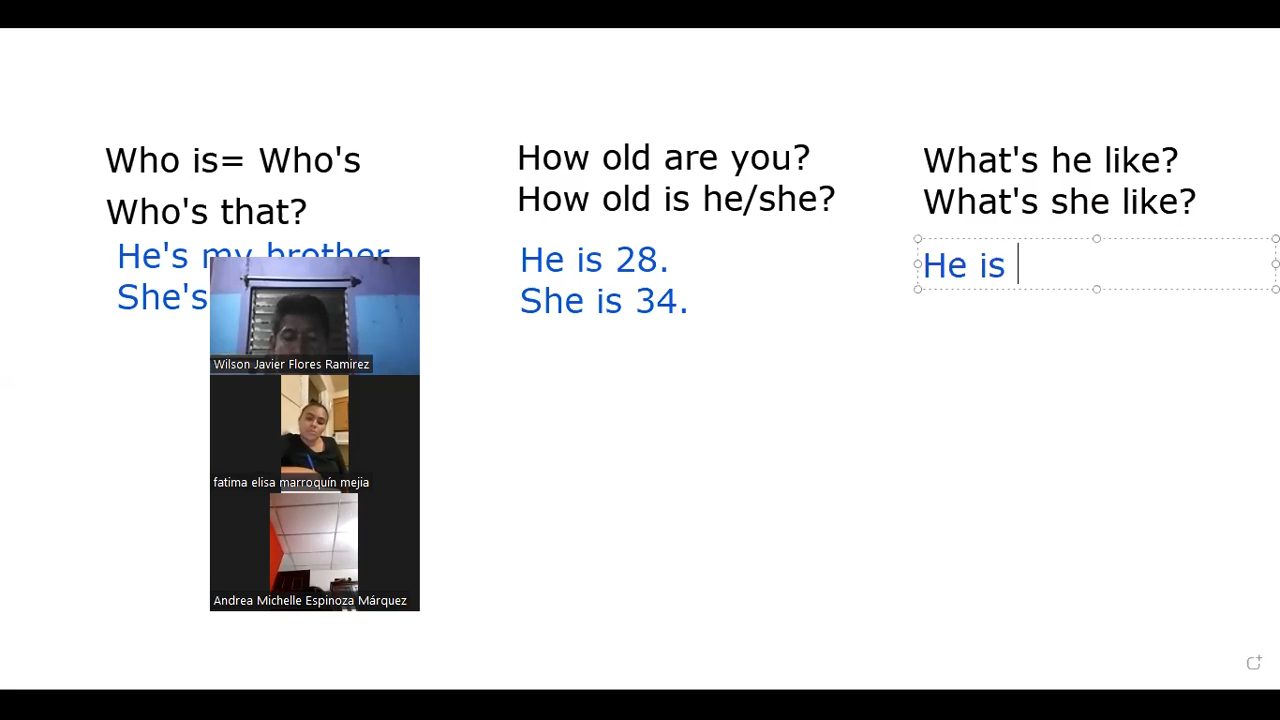 Who is= Who's
Who's that?
He's my brother
She's
How old are you?
How old is he/she?
He is 28.
She is 34.
What's he like?
What's she like?
He is
Wilson Javier Flores Ramirez
fatima elisa marroquín mejia
Andrea Michelle Espinoza Márquez